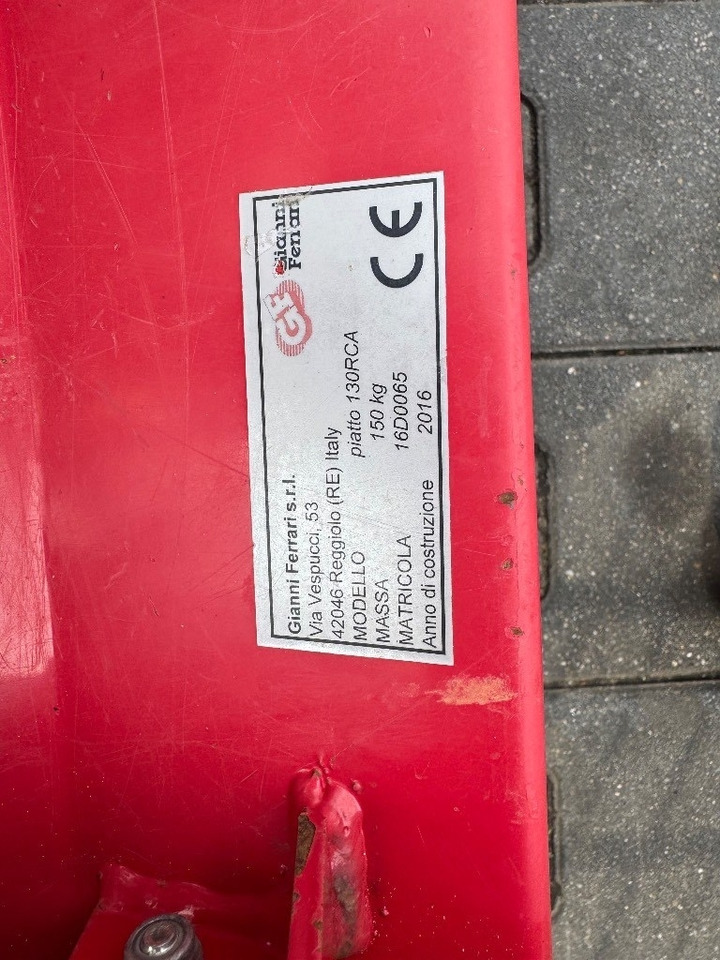 GF Gianni
Ferrari
CE
Gianni Ferrari s.r.l.
Via Vespucci, 53
42046 Reggiolo (RE) Italy
MODELLO piatto 130RCA
MASSA 150 kg
MATRICOLA 16D0065
Anno di costruzione 2016